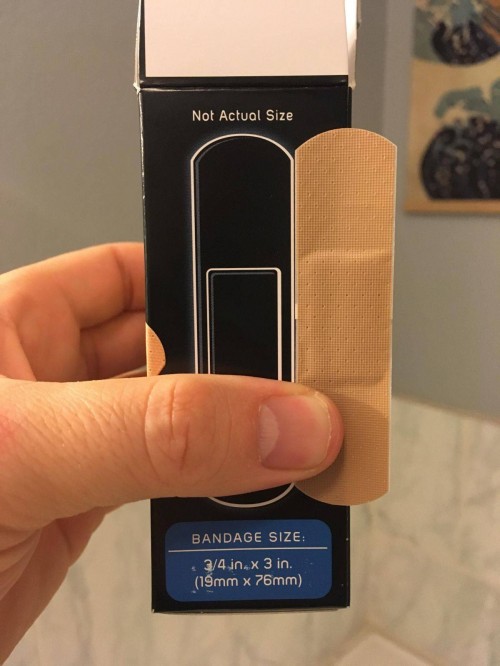 Not Actual Size
BANDAGE SIZE:
3/4 in. x 3 in.
(19mm x 76mm)